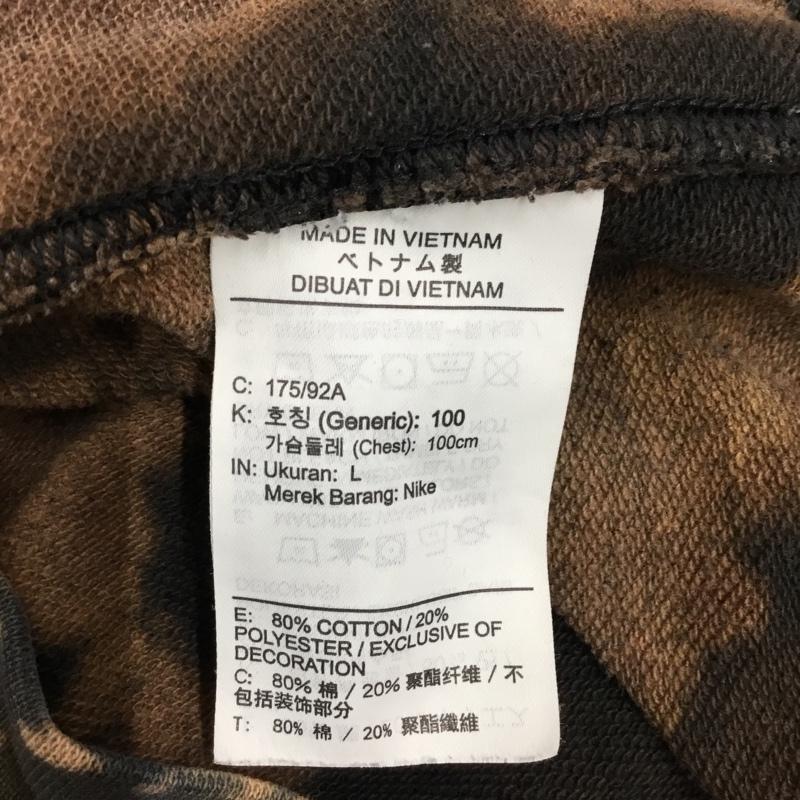 MADE IN VIETNAM
ベトナム製
DIBUAT DI VIETNAM
C: 175/92A
K: 호칭 (Generic): 100
가슴둘레 (Chest): 100cm
IN: Ukuran: L
Merek Barang: Nike
E: 80% COTTON / 20%
POLYESTER / EXCLUSIVE OF
DECORATION
C: 80% 棉 / 20% 聚酯纤维 / 不
包括装饰部分
T: 80% 棉 / 20% 聚酯纖維